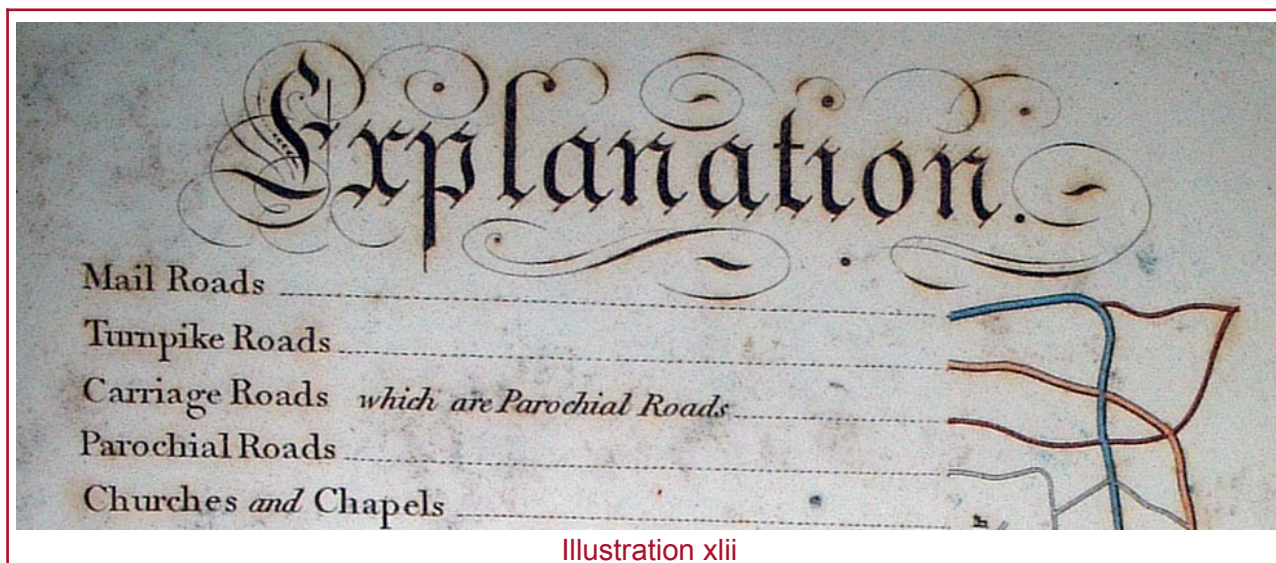 Explanation.
Mail Roads
Turnpike Roads
Carriage Roads which are Parochial Roads
Parochial Roads
Churches and Chapels
Illustration xlii